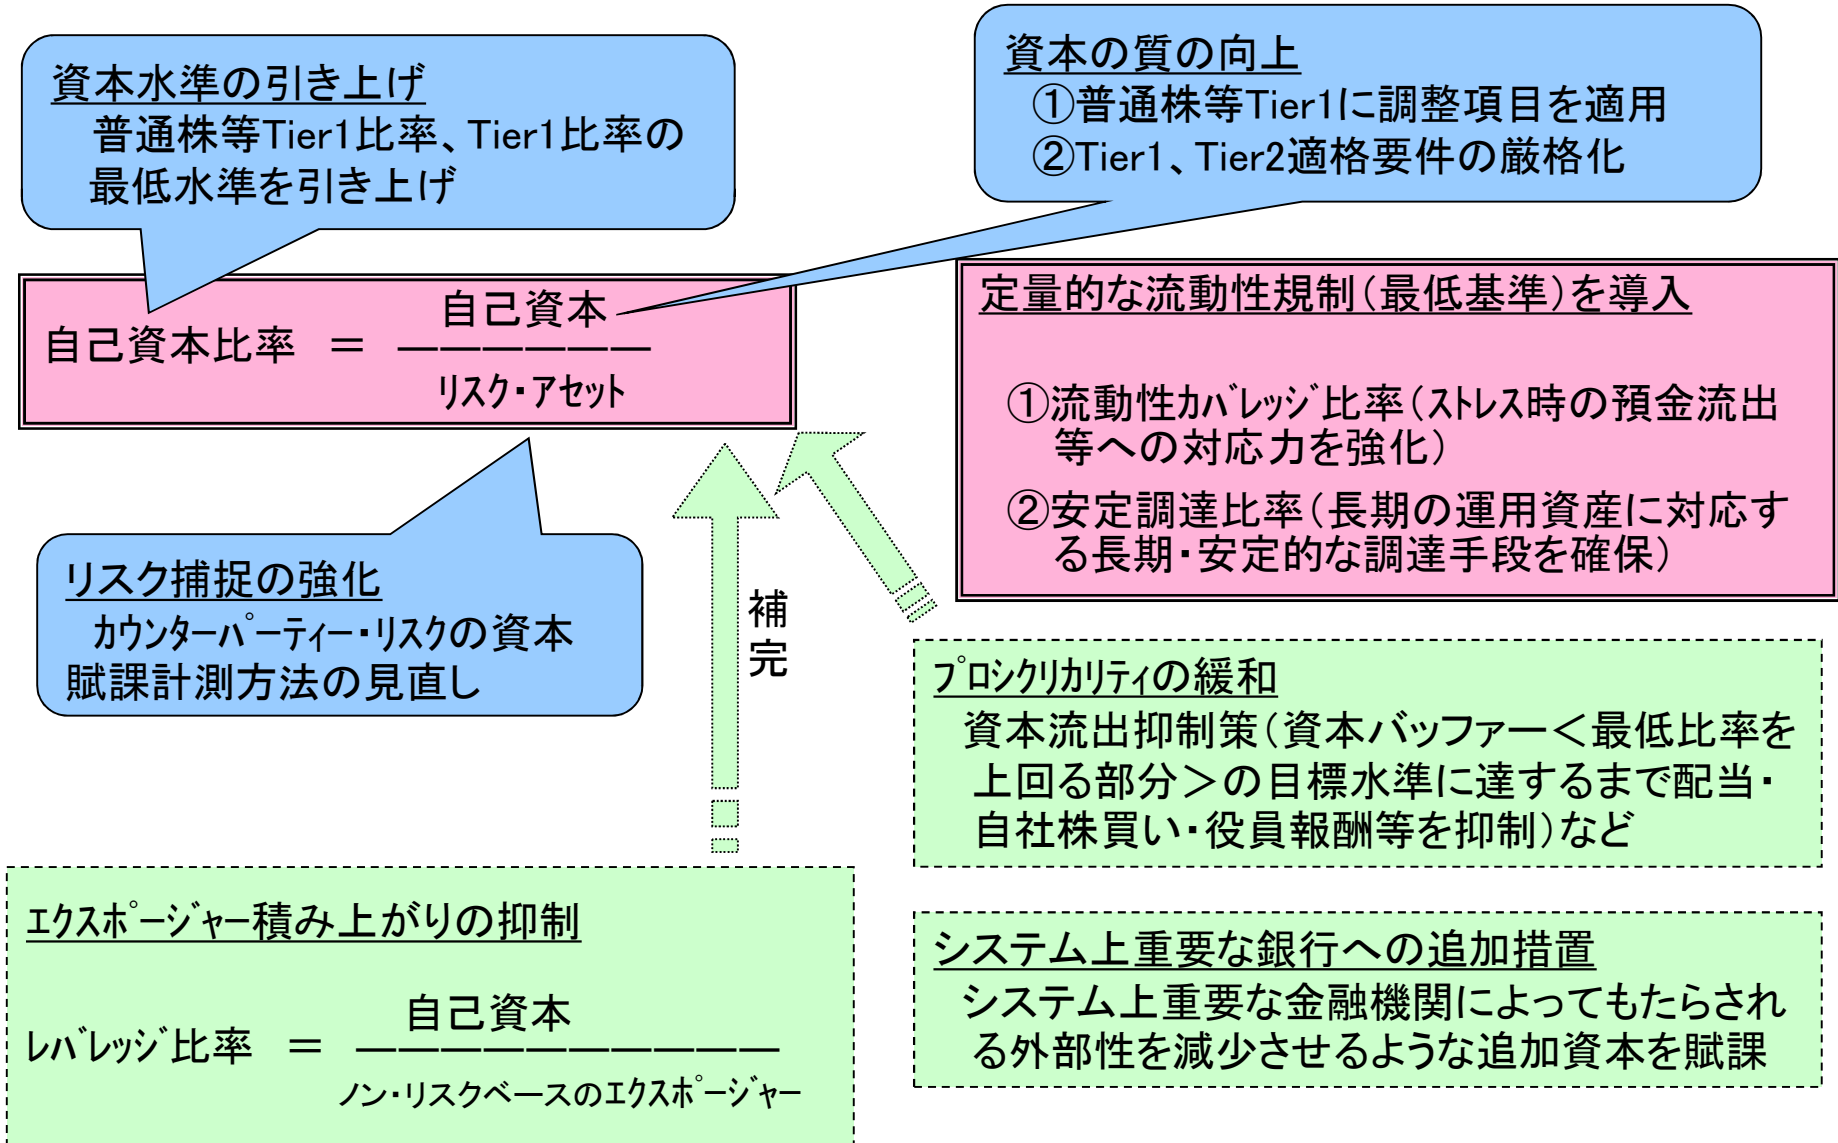 資本水準の引き上げ
普通株等Tier1比率、Tier1比率の
最低水準を引き上げ
資本の質の向上
①普通株等Tier1に調整項目を適用
②Tier1、Tier2適格要件の厳格化
自己資本
自己資本比率 = ——————
リスク・アセット
定量的な流動性規制(最低基準)を導入
①流動性ｶﾊﾞﾚｯｼﾞ比率(ｽﾄﾚｽ時の預金流出
等への対応力を強化)
②安定調達比率(長期の運用資産に対応す
る長期・安定的な調達手段を確保)
リスク捕捉の強化
ｶｳﾝﾀｰﾊﾟｰﾃｨｰ・ﾘｽｸの資本
賦課計測方法の見直し
補
完
ﾌﾟﾛｼｸﾘｶﾘﾃｨの緩和
資本流出抑制策(資本バッファー<最低比率を
上回る部分>の目標水準に達するまで配当・
自社株買い・役員報酬等を抑制)など
ｴｸｽﾎﾟｰｼﾞｬｰ積み上がりの抑制
自己資本
ﾚﾊﾞﾚｯｼﾞ比率 = ——————————
ノン・リスクベースのｴｸｽﾎﾟｰｼﾞｬｰ
システム上重要な銀行への追加措置
システム上重要な金融機関によってもたらされ
る外部性を減少させるような追加資本を賦課